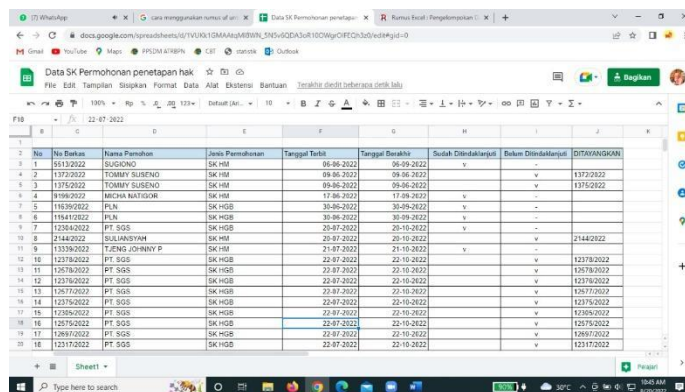 (7) WhatsApp
cara menggunakan rumus af
Data SK Permohonan penetapan
Rumus Excel : Pengelompokan D
docs.google.com/spreadsheets/d/
Gmail YouTube Maps PPSDM ATRBPN CBT statistik Outlook
Data SK Permohonan penetapan hak
File Edit Tampilan Sisipkan Format Data Alat Ekstensi Bantuan Terakhir diedit beberapa detik lalu
Bagikan
100% Rp % .0 .00 123 Default (Ari... 10 B I S A
F18 fx 22-07-2022
B C D E F G H I J K
No No Berkas Nama Pemohon Jenis Permohonan Tanggal Terbit Tanggal Berakhir Sudah Ditindaklanjuti Belum Ditindaklanjuti DITAYANGKAN
1 5513/2022 SUGIONO SK HM 06-06-2022 06-09-2022 v -
2 1372/2022 TOMMY SUSENO SK HM 09-06-2022 09-06-2022 v 1372/2022
3 1375/2022 TOMMY SUSENO SK HM 09-06-2022 09-06-2022 v 1375/2022
4 9199/2022 MICHA NATIGOR SK HM 17-06-2022 17-09-2022 v -
5 11639/2022 PLN SK HGB 30-06-2022 30-09-2022 v -
6 11541/2022 PLN SK HGB 30-06-2022 30-09-2022 v -
7 12304/2022 PT. SGS SK HGB 20-07-2022 20-10-2022 v -
8 2144/2022 SULIANSYAH SK HM 20-07-2022 20-10-2022 v 2144/2022
9 13339/2022 TJENG JOHNNY P SK HM 21-07-2022 21-10-2022 v -
10 12378/2022 PT. SGS SK HGB 22-07-2022 22-10-2022 v 12378/2022
11 12578/2022 PT. SGS SK HGB 22-07-2022 22-10-2022 v 12578/2022
12 12376/2022 PT. SGS SK HGB 22-07-2022 22-10-2022 v 12376/2022
13 12577/2022 PT. SGS SK HGB 22-07-2022 22-10-2022 v 12577/2022
14 12375/2022 PT. SGS SK HGB 22-07-2022 22-10-2022 v 12375/2022
15 12305/2022 PT. SGS SK HGB 22-07-2022 22-10-2022 v 12305/2022
16 12575/2022 PT. SGS SK HGB 22-07-2022 22-10-2022 v 12575/2022
17 12697/2022 PT. SGS SK HGB 22-07-2022 22-10-2022 v 12697/2022
18 12317/2022 PT. SGS SK HGB 22-07-2022 22-10-2022 v 12317/2022
Sheet1
Pelajari
Type here to search
90% 30°C 10:45 AM